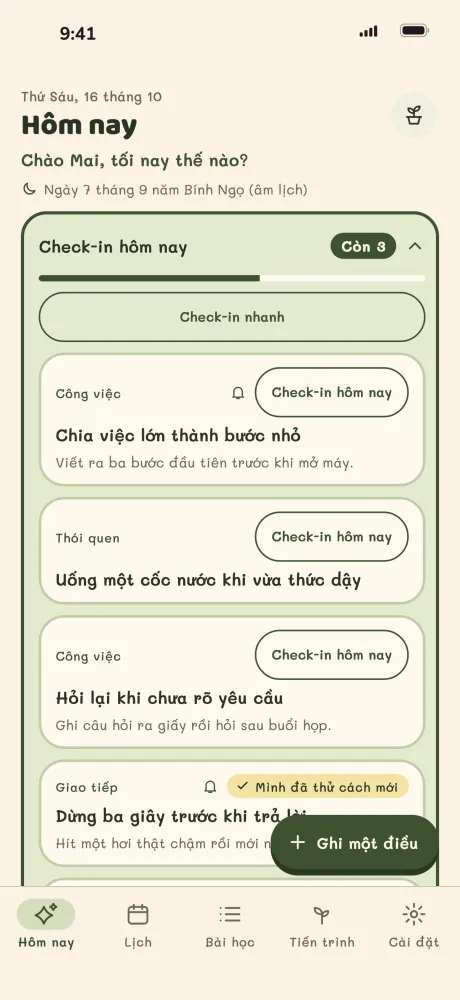 9:41
Thứ Sáu, 16 tháng 10
Hôm nay
Chào Mai, tối nay thế nào?
Ngày 7 tháng 9 năm Bính Ngọ (âm lịch)
Check-in hôm nay
Còn 3
Check-in nhanh
Công việc
Check-in hôm nay
Chia việc lớn thành bước nhỏ
Viết ra ba bước đầu tiên trước khi mở máy.
Thói quen
Check-in hôm nay
Uống một cốc nước khi vừa thức dậy
Công việc
Check-in hôm nay
Hỏi lại khi chưa rõ yêu cầu
Ghi câu hỏi ra giấy rồi hỏi sau buổi họp.
Giao tiếp
Mình đã thử cách mới
Dừng ba giây trước khi trả lời
Hít một hơi thật chậm rồi mới
Ghi một điều
Hôm nay
Lịch
Bài học
Tiến trình
Cài đặt